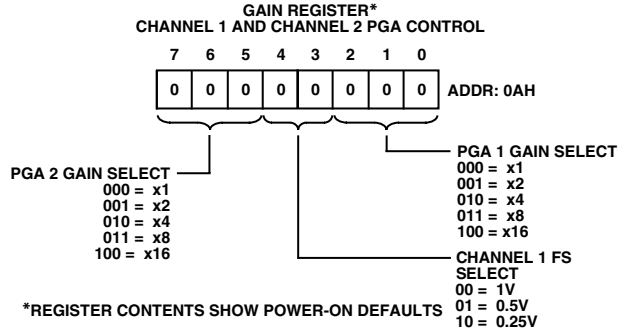 GAIN REGISTER*
CHANNEL 1 AND CHANNEL 2 PGA CONTROL
7 6 5 4 3 2 1 0
0 0 0 0 0 0 0 0 ADDR: 0AH
PGA 2 GAIN SELECT
000 = x1
001 = x2
010 = x4
011 = x8
100 = x16
PGA 1 GAIN SELECT
000 = x1
001 = x2
010 = x4
011 = x8
100 = x16
CHANNEL 1 FS
SELECT
00 = 1V
01 = 0.5V
10 = 0.25V
*REGISTER CONTENTS SHOW POWER-ON DEFAULTS